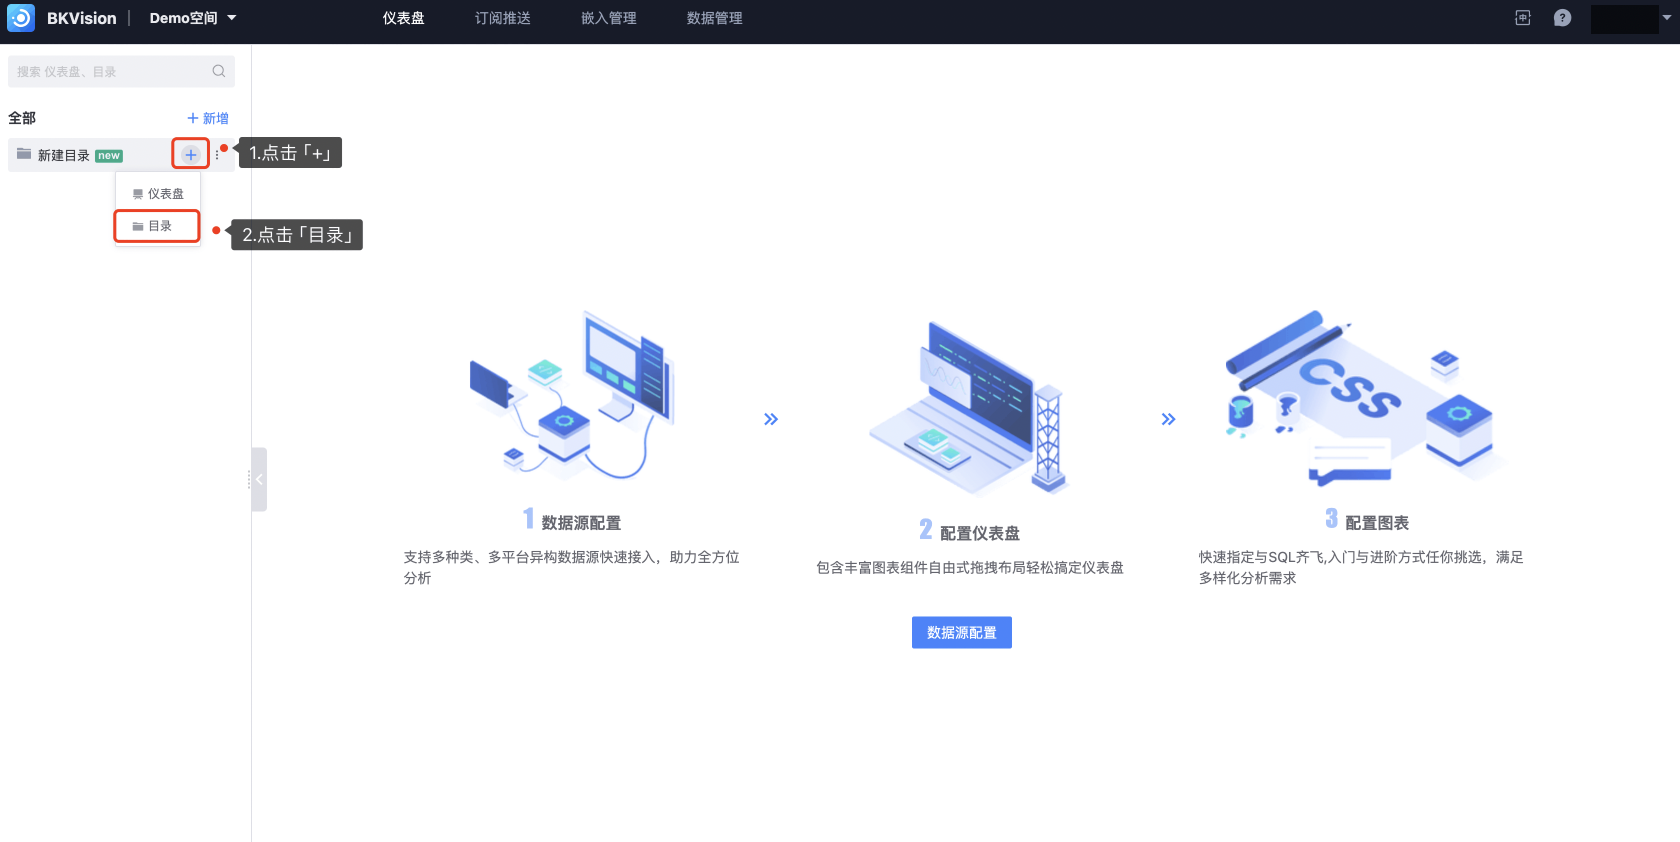 BKVision | Demo空间
仪表盘 订阅推送 嵌入管理 数据管理
中 ?
搜索 仪表盘、目录
全部 + 新增
新建目录 new +
1.点击「+」
仪表盘
目录
2.点击「目录」
CSS
1 数据源配置
支持多种类、多平台异构数据源快速接入，助力全方位
分析
2 配置仪表盘
包含丰富图表组件自由式拖拽布局轻松搞定仪表盘
3 配置图表
快速指定与SQL齐飞,入门与进阶方式任你挑选，满足
多样化分析需求
数据源配置